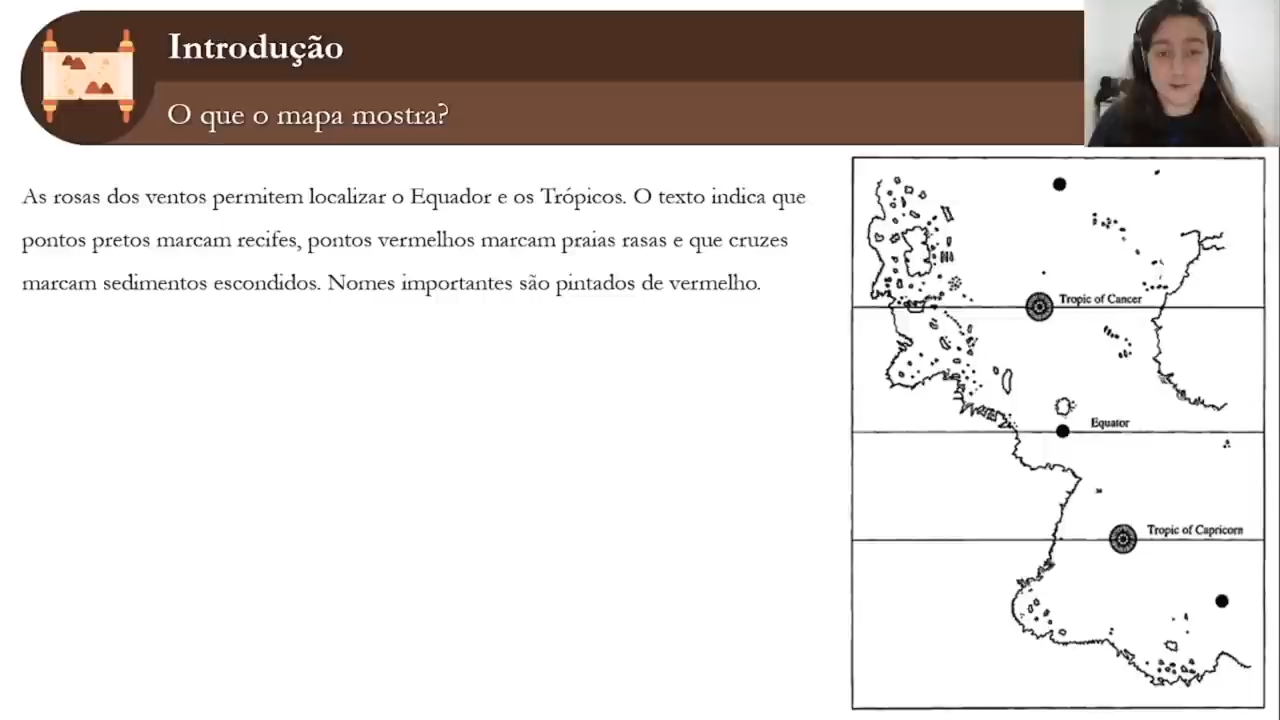 Introdução
O que o mapa mostra?
As rosas dos ventos permitem localizar o Equador e os Trópicos. O texto indica que
pontos pretos marcam recifes, pontos vermelhos marcam praias rasas e que cruzes
marcam sedimentos escondidos. Nomes importantes são pintados de vermelho.
Tropic of Cancer
Equator
Tropic of Capricorn